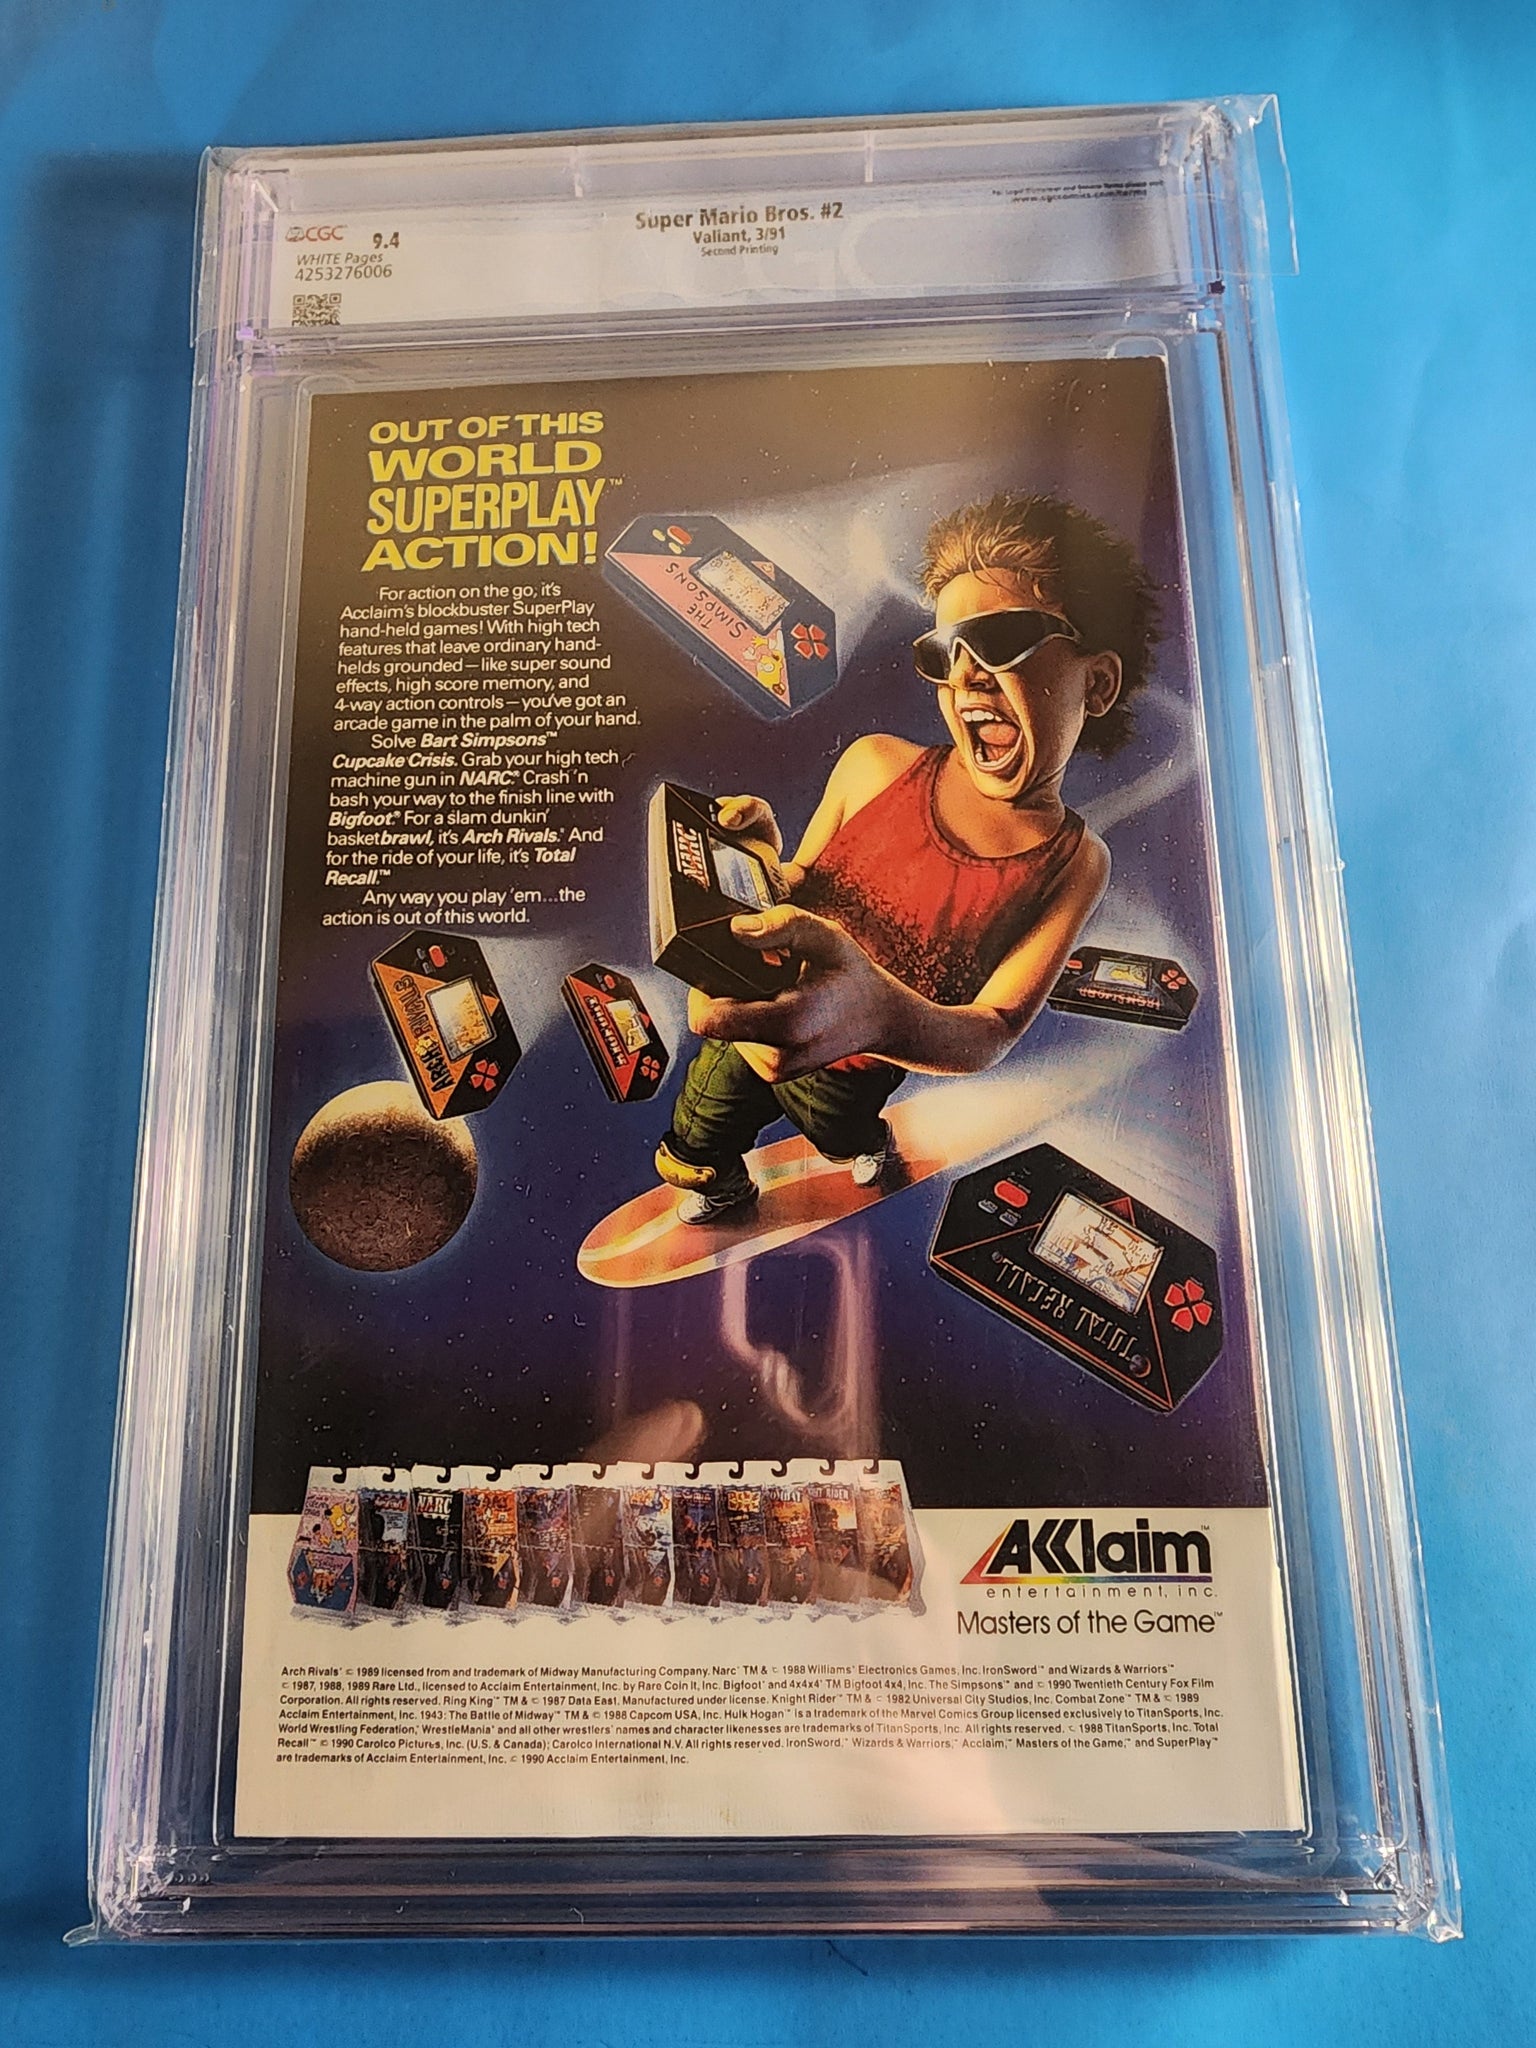 CGC 9.4
WHITE Pages
4253276006
Super Mario Bros. #2
Valiant, 3/91
Second Printing
www.cgccomics.com/terms
OUT OF THIS
WORLD
SUPERPLAY™
ACTION!
For action on the go, it's
Acclaim's blockbuster SuperPlay
hand-held games! With high tech
features that leave ordinary hand-
helds grounded — like super sound
effects, high score memory, and
4-way action controls — you've got an
arcade game in the palm of your hand.
Solve Bart Simpsons™
Cupcake Crisis. Grab your high tech
machine gun in NARC.® Crash 'n
bash your way to the finish line with
Bigfoot.® For a slam dunkin'
basketbrawl, it's Arch Rivals.® And
for the ride of your life, it's Total
Recall.™
Any way you play 'em...the
action is out of this world.
THE
SIMPSONS
NARC
ARCH RIVALS
IRONSWORD
TOTAL RECALL
NARC
AKKlaim™
entertainment, inc.
Masters of the Game™
Arch Rivals® © 1989 licensed from and trademark of Midway Manufacturing Company. Narc® TM & © 1988 Williams® Electronics Games, Inc. IronSword™ and Wizards & Warriors™
© 1987, 1988, 1989 Rare Ltd., licensed to Acclaim Entertainment, Inc. by Rare Coin It, Inc. Bigfoot® and 4x4x4® TM Bigfoot 4x4, Inc. The Simpsons™ and © 1990 Twentieth Century Fox Film
Corporation. All rights reserved. Ring King™ TM & © 1987 Data East. Manufactured under license. Knight Rider™ TM & © 1982 Universal City Studios, Inc. Combat Zone™ TM & © 1989
Acclaim Entertainment, Inc. 1943: The Battle of Midway™ TM & © 1988 Capcom USA, Inc. Hulk Hogan™ is a trademark of the Marvel Comics Group licensed exclusively to TitanSports, Inc.
World Wrestling Federation,® WrestleMania® and all other wrestlers' names and character likenesses are trademarks of TitanSports, Inc. All rights reserved. © 1988 TitanSports, Inc. Total
Recall™ © 1990 Carolco Pictures, Inc. (U.S. & Canada); Carolco International N.V. All rights reserved. IronSword,™ Wizards & Warriors,™ Acclaim,™ Masters of the Game,™ and SuperPlay™
are trademarks of Acclaim Entertainment, Inc. © 1990 Acclaim Entertainment, Inc.